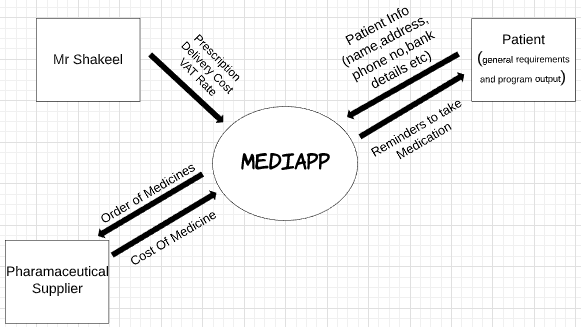 Mr Shakeel
Prescription
Delivery Cost
VAT Rate
Patient Info
(name,address,
phone no,bank
details etc)
Patient
(general requirements
and program output)
Reminders to take
Medication
MEDIAPP
Order of Medicines
Cost Of Medicine
Pharamaceutical
Supplier